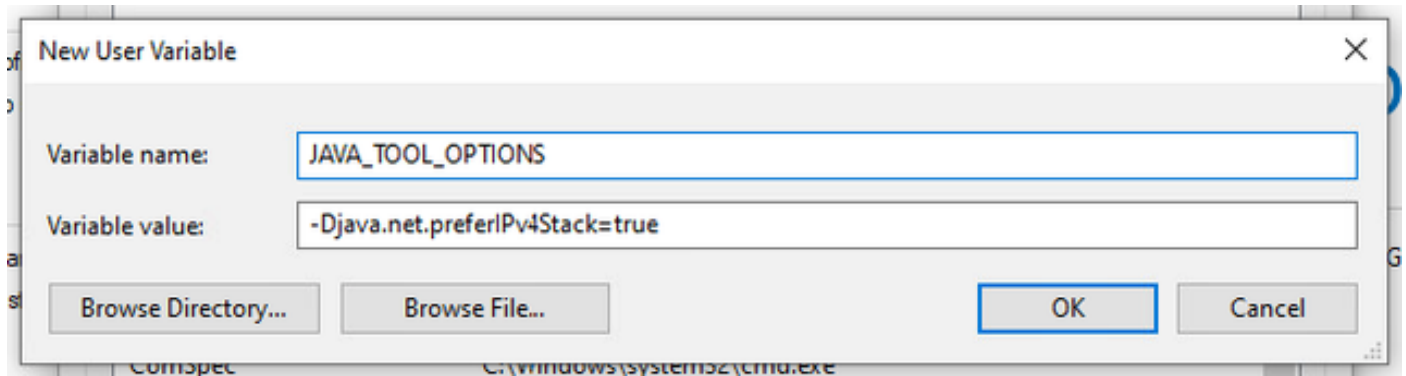 New User Variable
Variable name: JAVA_TOOL_OPTIONS
Variable value: -Djava.net.preferIPv4Stack=true
Browse Directory... Browse File... OK Cancel
ComSpec C:\Windows\system32\cmd.exe